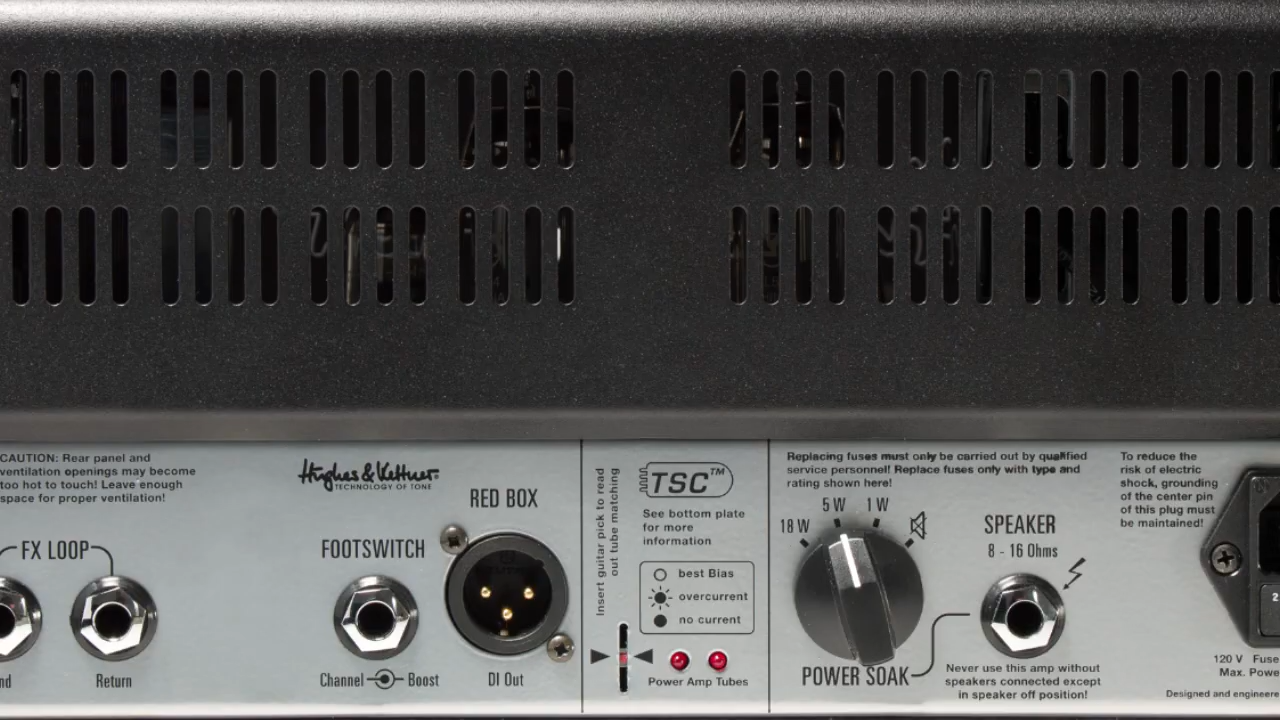 CAUTION: Rear panel and
ventilation openings may become
too hot to touch! Leave enough
space for proper ventilation!
FX LOOP
nd
Return
Hughes & Kettner
TECHNOLOGY OF TONE
RED BOX
FOOTSWITCH
Channel
Boost
DI Out
Insert guitar pick to read
out tube matching
TSC™
See bottom plate
for more
information
best Bias
overcurrent
no current
Power Amp Tubes
Replacing fuses must only be carried out by qualified
service personnel! Replace fuses only with type and
rating shown here!
18 W
5 W
1 W
POWER SOAK
SPEAKER
8 - 16 Ohms
Never use this amp without
speakers connected except
in speaker off position!
To reduce the
risk of electric
shock, grounding
of the center pin
of this plug must
be maintained!
2
120 V Fuse
Max. Powe
Designed and engineere